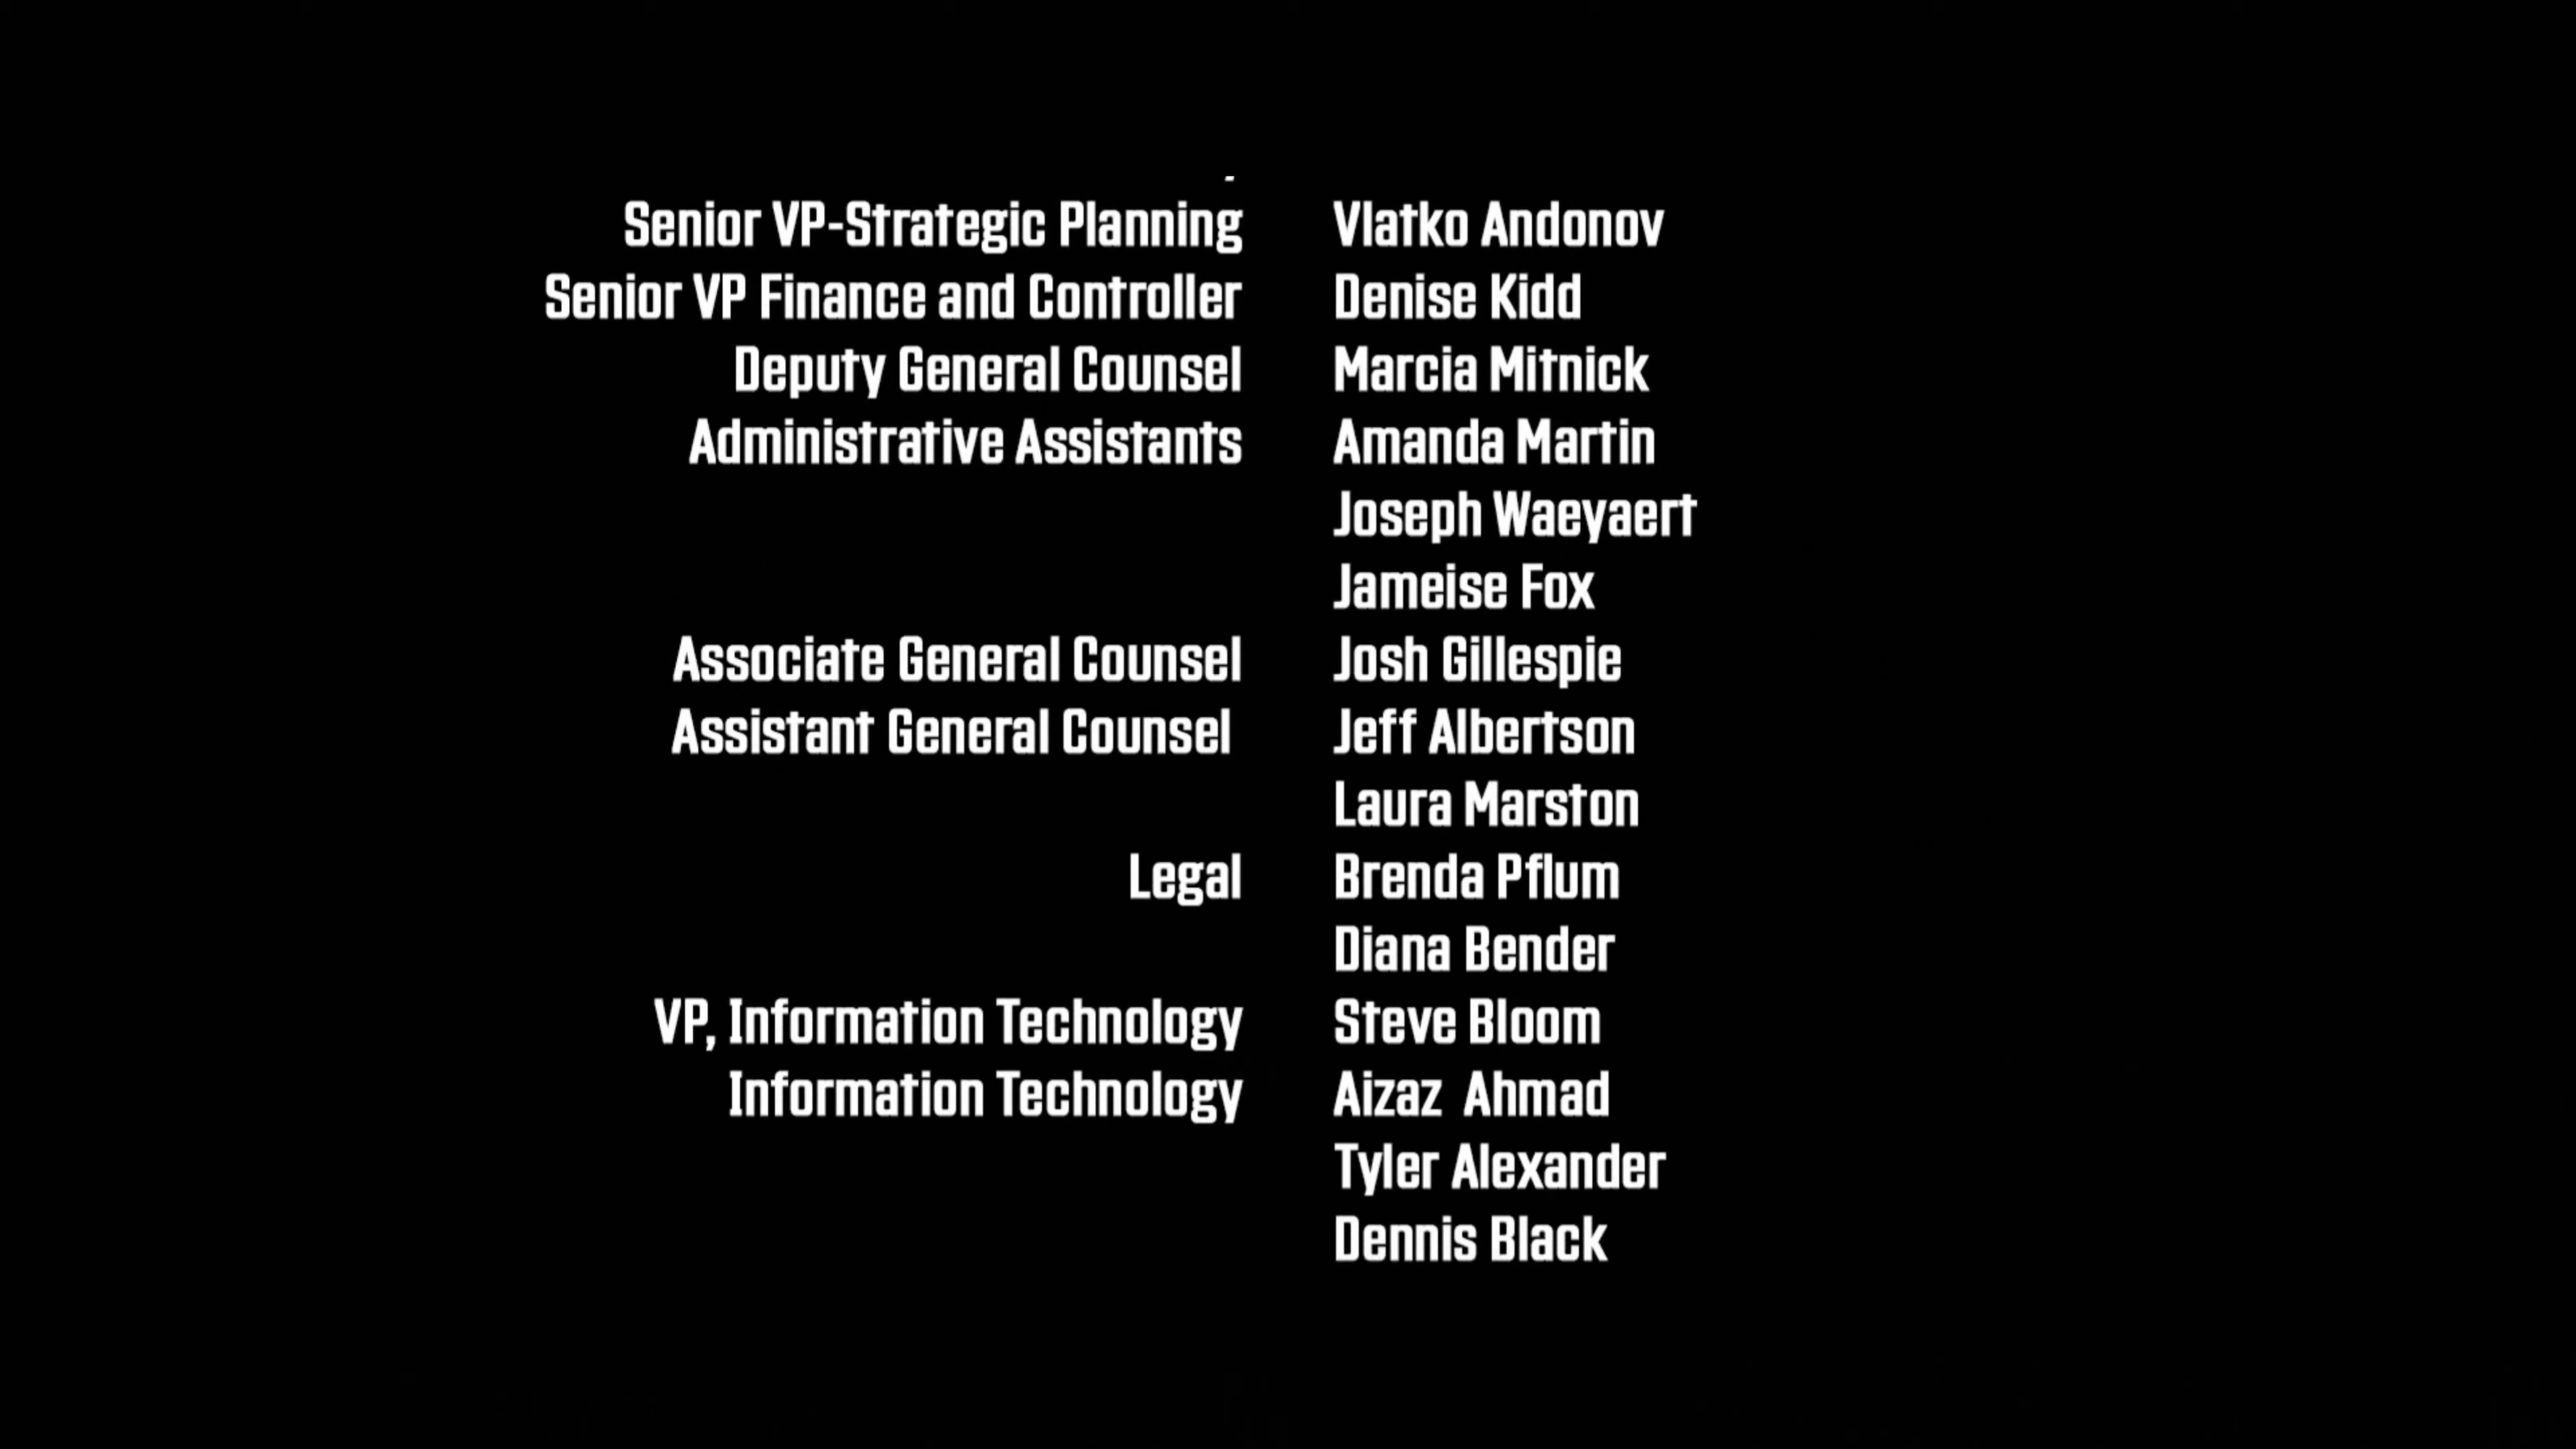 Senior VP-Strategic Planning Vlatko Andonov
Senior VP Finance and Controller Denise Kidd
Deputy General Counsel Marcia Mitnick
Administrative Assistants Amanda Martin
Joseph Waeyaert
Jameise Fox
Associate General Counsel Josh Gillespie
Assistant General Counsel Jeff Albertson
Laura Marston
Legal Brenda Pflum
Diana Bender
VP, Information Technology Steve Bloom
Information Technology Aizaz  Ahmad
Tyler Alexander
Dennis Black